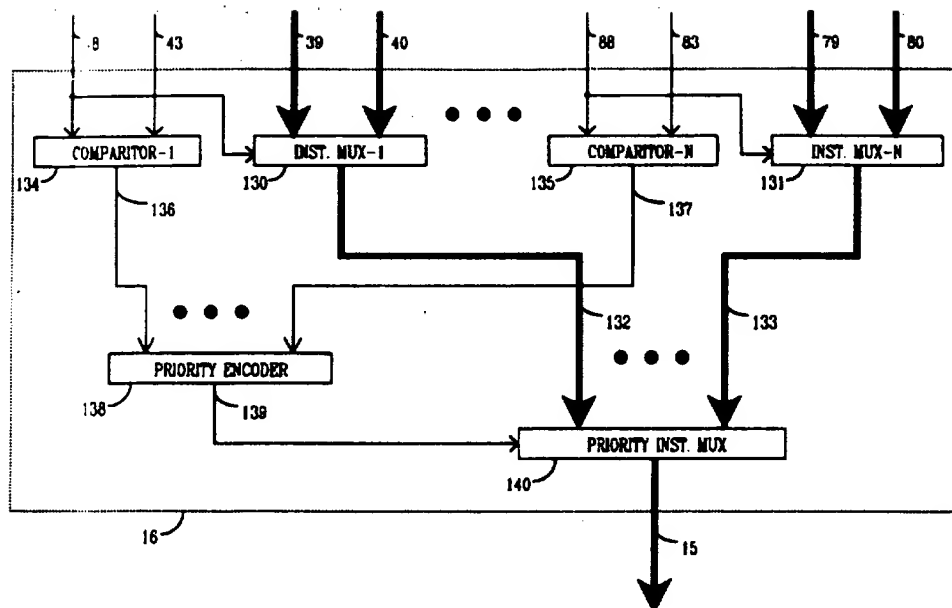 8 43 39 40 88 83 79 80
COMPARITOR-1 INST. MUX-1 COMPARITOR-N INST. MUX-N
134 136 130 135 137 131
132 133
PRIORITY ENCODER
138 139
PRIORITY INST. MUX
140
16 15